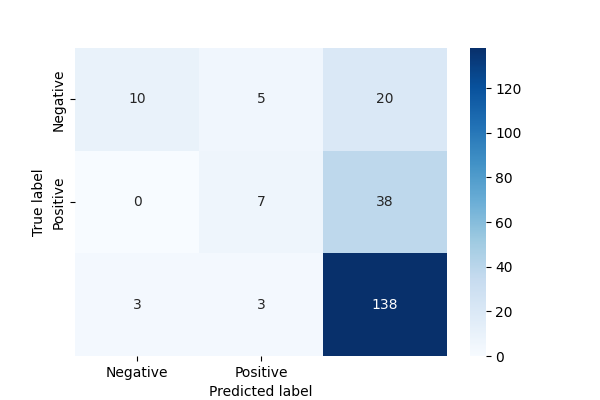 Negative 10 5 20 120
100
80
True label
Positive 0 7 38 60
40
3 3 138 20
0
Negative Positive
Predicted label